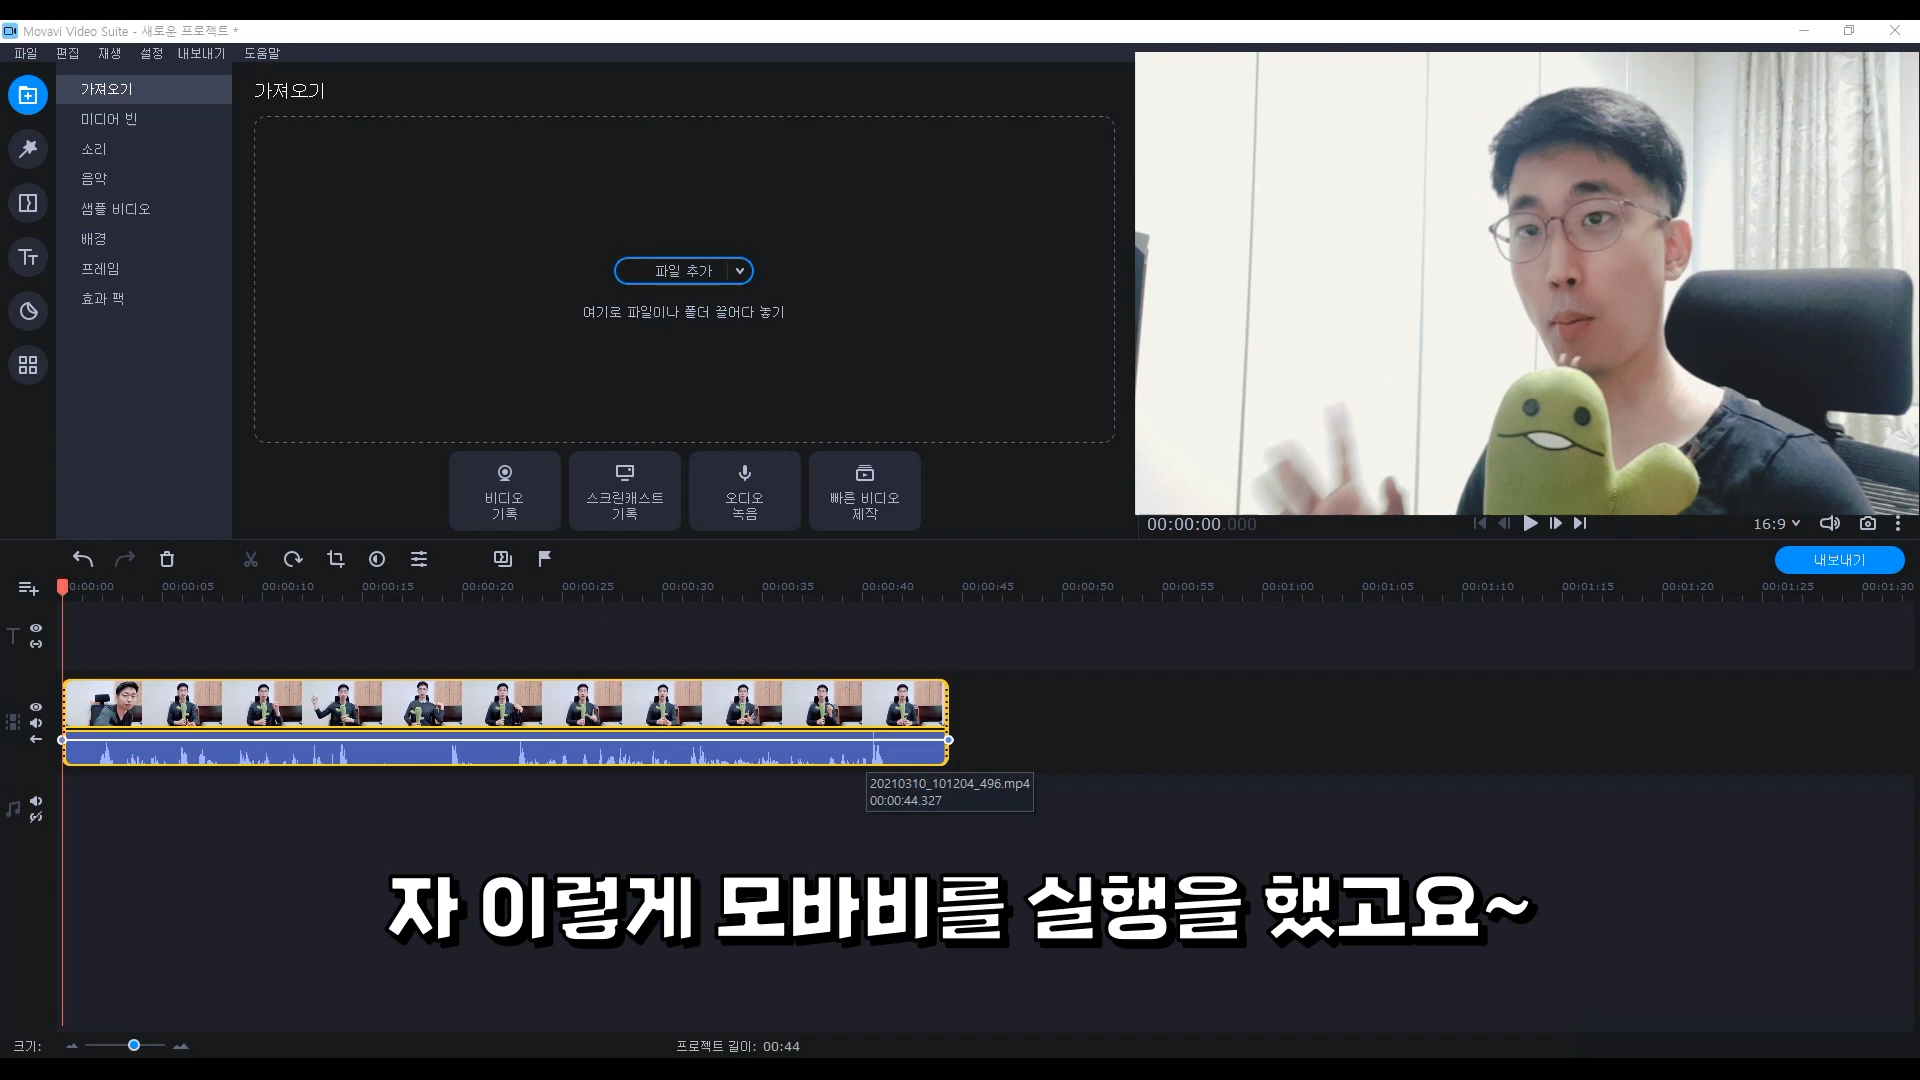 Movavi Video Suite - 새로운 프로젝트 *
파일 편집 재생 설정 내보내기 도움말
가져오기
미디어 빈
소리
음악
샘플 비디오
배경
프레임
효과 팩
가져오기
파일 추가
여기로 파일이나 폴더 끌어다 놓기
비디오
기록
스크린캐스트
기록
오디오
녹음
빠른 비디오
제작
00:00:00.000
16:9
내보내기
0:00:00 00:00:05 00:00:10 00:00:15 00:00:20 00:00:25 00:00:30 00:00:35 00:00:40 00:00:45 00:00:50 00:00:55 00:01:00 00:01:05 00:01:10 00:01:15 00:01:20 00:01:25 00:01:30
20210310_101204_496.mp4
00:00:44.327
자 이렇게 모바비를 실행을 했고요~
크기:
프로젝트 길이: 00:44